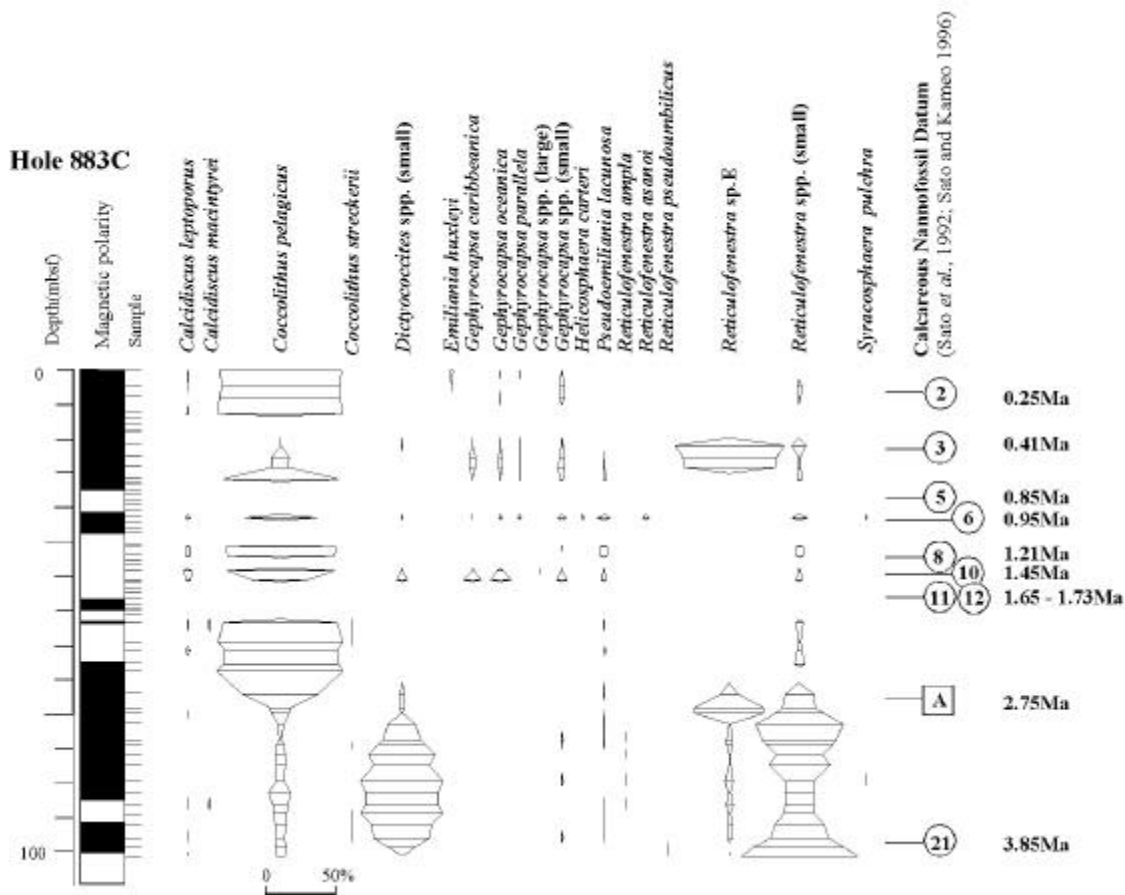 Hole 883C
Depth(mbsf)
Magnetic polarity
Sample
Calcidiscus leptoporus
Calcidiscus macintyrei
Coccolithus pelagicus
Coccolithus streckerii
Dictyococcites spp. (small)
Emiliania huxleyi
Gephyrocapsa caribbeanica
Gephyrocapsa oceanica
Gephyrocapsa parallela
Gephyrocapsa spp. (large)
Gephyrocapsa spp. (small)
Helicosphaera carteri
Pseudoemiliania lacunosa
Reticulofenestra ampla
Reticulofenestra asanoi
Reticulofenestra pseudoumbilicus
Reticulofenestra sp.E
Reticulofenestra spp. (small)
Syracosphaera pulchra
Calcareous Nannofossil Datum
(Sato et al., 1992; Sato and Kameo 1996)
0
2 0.25Ma
3 0.41Ma
5 0.85Ma
6 0.95Ma
8 1.21Ma
10 1.45Ma
11 12 1.65 - 1.73Ma
A 2.75Ma
21 3.85Ma
100
0 50%